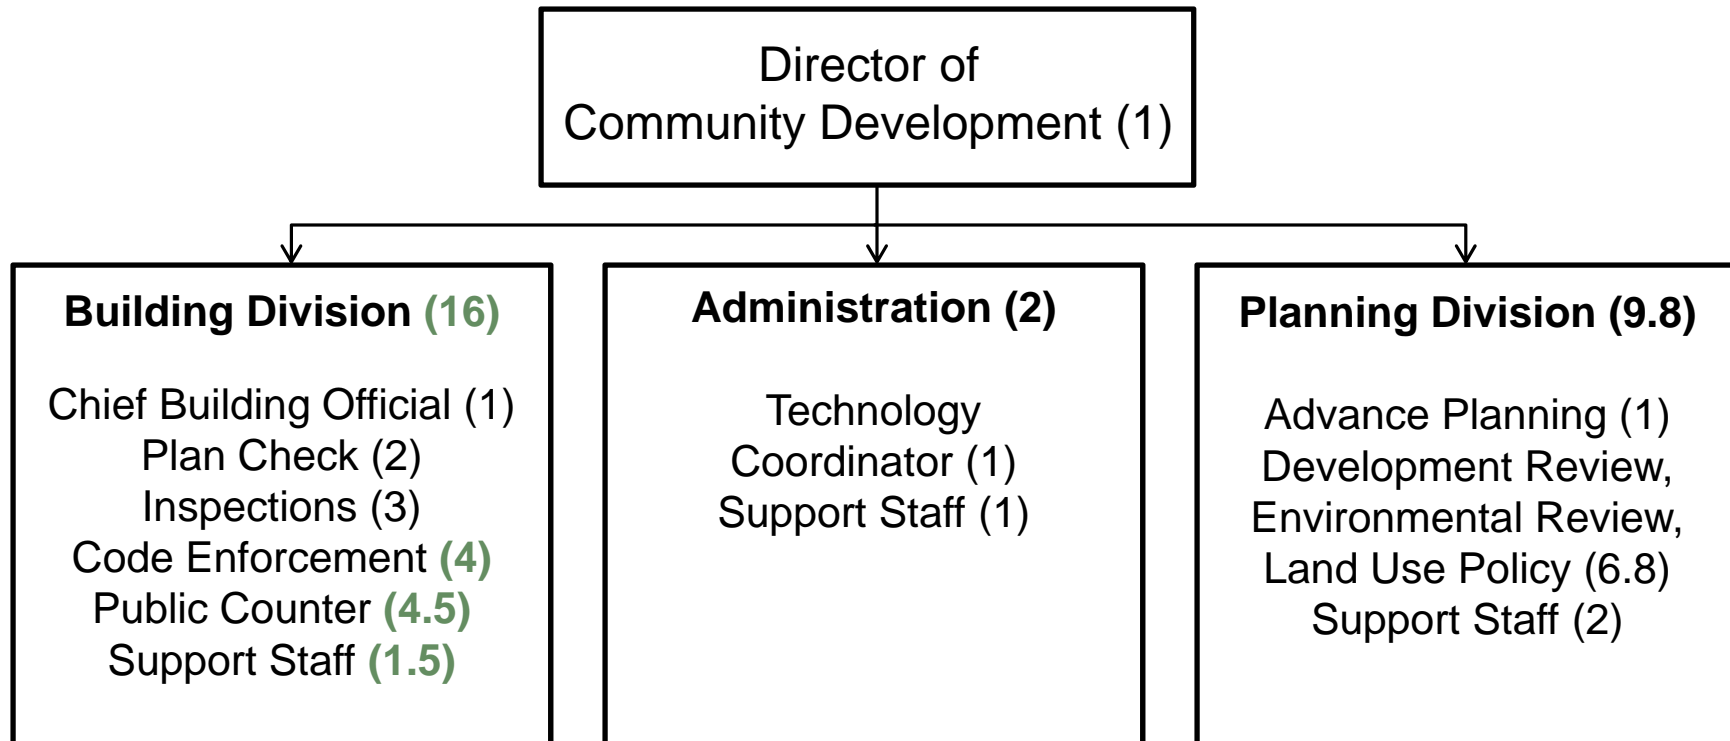 Director of
Community Development (1)
Building Division (16)
Chief Building Official (1)
Plan Check (2)
Inspections (3)
Code Enforcement (4)
Public Counter (4.5)
Support Staff (1.5)
Administration (2)
Technology
Coordinator (1)
Support Staff (1)
Planning Division (9.8)
Advance Planning (1)
Development Review,
Environmental Review,
Land Use Policy (6.8)
Support Staff (2)